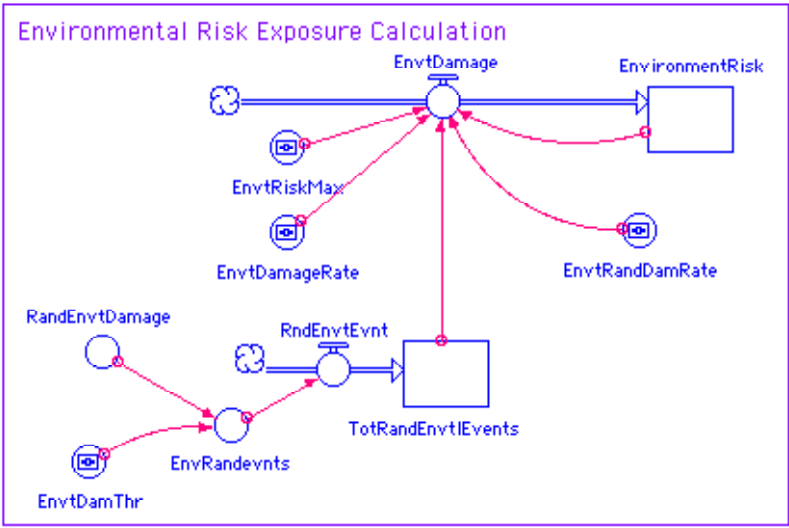 Environmental Risk Exposure Calculation
EnvtDamage
EnvironmentRisk
EnvtRiskMax
EnvtDamageRate
EnvtRandDamRate
RandEnvtDamage
RndEnvtEvnt
TotRandEnvtlEvents
EnvRandevnts
EnvtDamThr